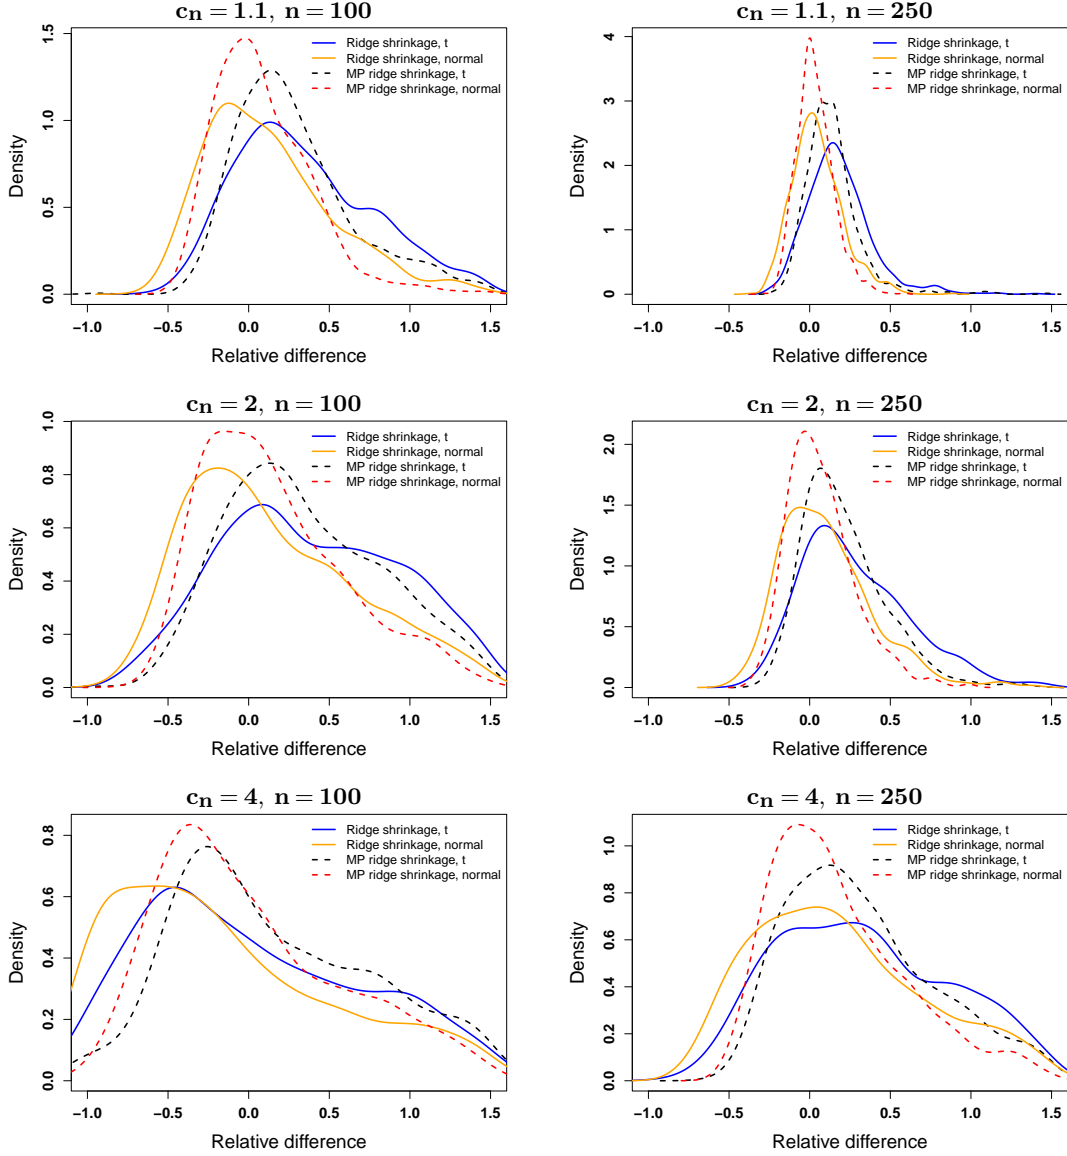 cn = 1.1, n = 100
Density
0.0 0.5 1.0 1.5
Ridge shrinkage, t
Ridge shrinkage, normal
MP ridge shrinkage, t
MP ridge shrinkage, normal
−1.0 −0.5 0.0 0.5 1.0 1.5
Relative difference
cn = 1.1, n = 250
Density
0 1 2 3 4
Ridge shrinkage, t
Ridge shrinkage, normal
MP ridge shrinkage, t
MP ridge shrinkage, normal
−1.0 −0.5 0.0 0.5 1.0 1.5
Relative difference
cn = 2, n = 100
Density
0.0 0.2 0.4 0.6 0.8 1.0
Ridge shrinkage, t
Ridge shrinkage, normal
MP ridge shrinkage, t
MP ridge shrinkage, normal
−1.0 −0.5 0.0 0.5 1.0 1.5
Relative difference
cn = 2, n = 250
Density
0.0 0.5 1.0 1.5 2.0
Ridge shrinkage, t
Ridge shrinkage, normal
MP ridge shrinkage, t
MP ridge shrinkage, normal
−1.0 −0.5 0.0 0.5 1.0 1.5
Relative difference
cn = 4, n = 100
Density
0.0 0.2 0.4 0.6 0.8
Ridge shrinkage, t
Ridge shrinkage, normal
MP ridge shrinkage, t
MP ridge shrinkage, normal
−1.0 −0.5 0.0 0.5 1.0 1.5
Relative difference
cn = 4, n = 250
Density
0.0 0.2 0.4 0.6 0.8 1.0
Ridge shrinkage, t
Ridge shrinkage, normal
MP ridge shrinkage, t
MP ridge shrinkage, normal
−1.0 −0.5 0.0 0.5 1.0 1.5
Relative difference